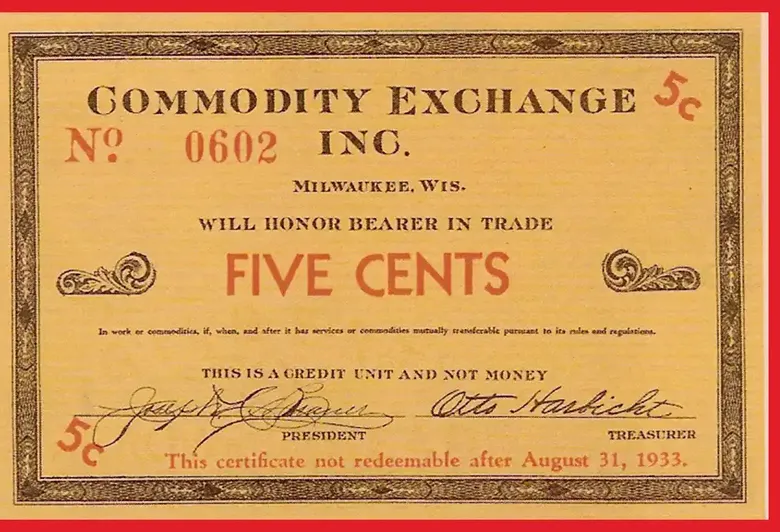 COMMODITY EXCHANGE
5c
No. 0602 INC.
MILWAUKEE, WIS.
WILL HONOR BEARER IN TRADE
FIVE CENTS
In work or commodities, if, when, and after it has services or commodities mutually transferable pursuant to its rules and regulations.
THIS IS A CREDIT UNIT AND NOT MONEY
Otto Harbicht
PRESIDENT TREASURER
5c
This certificate not redeemable after August 31, 1933.